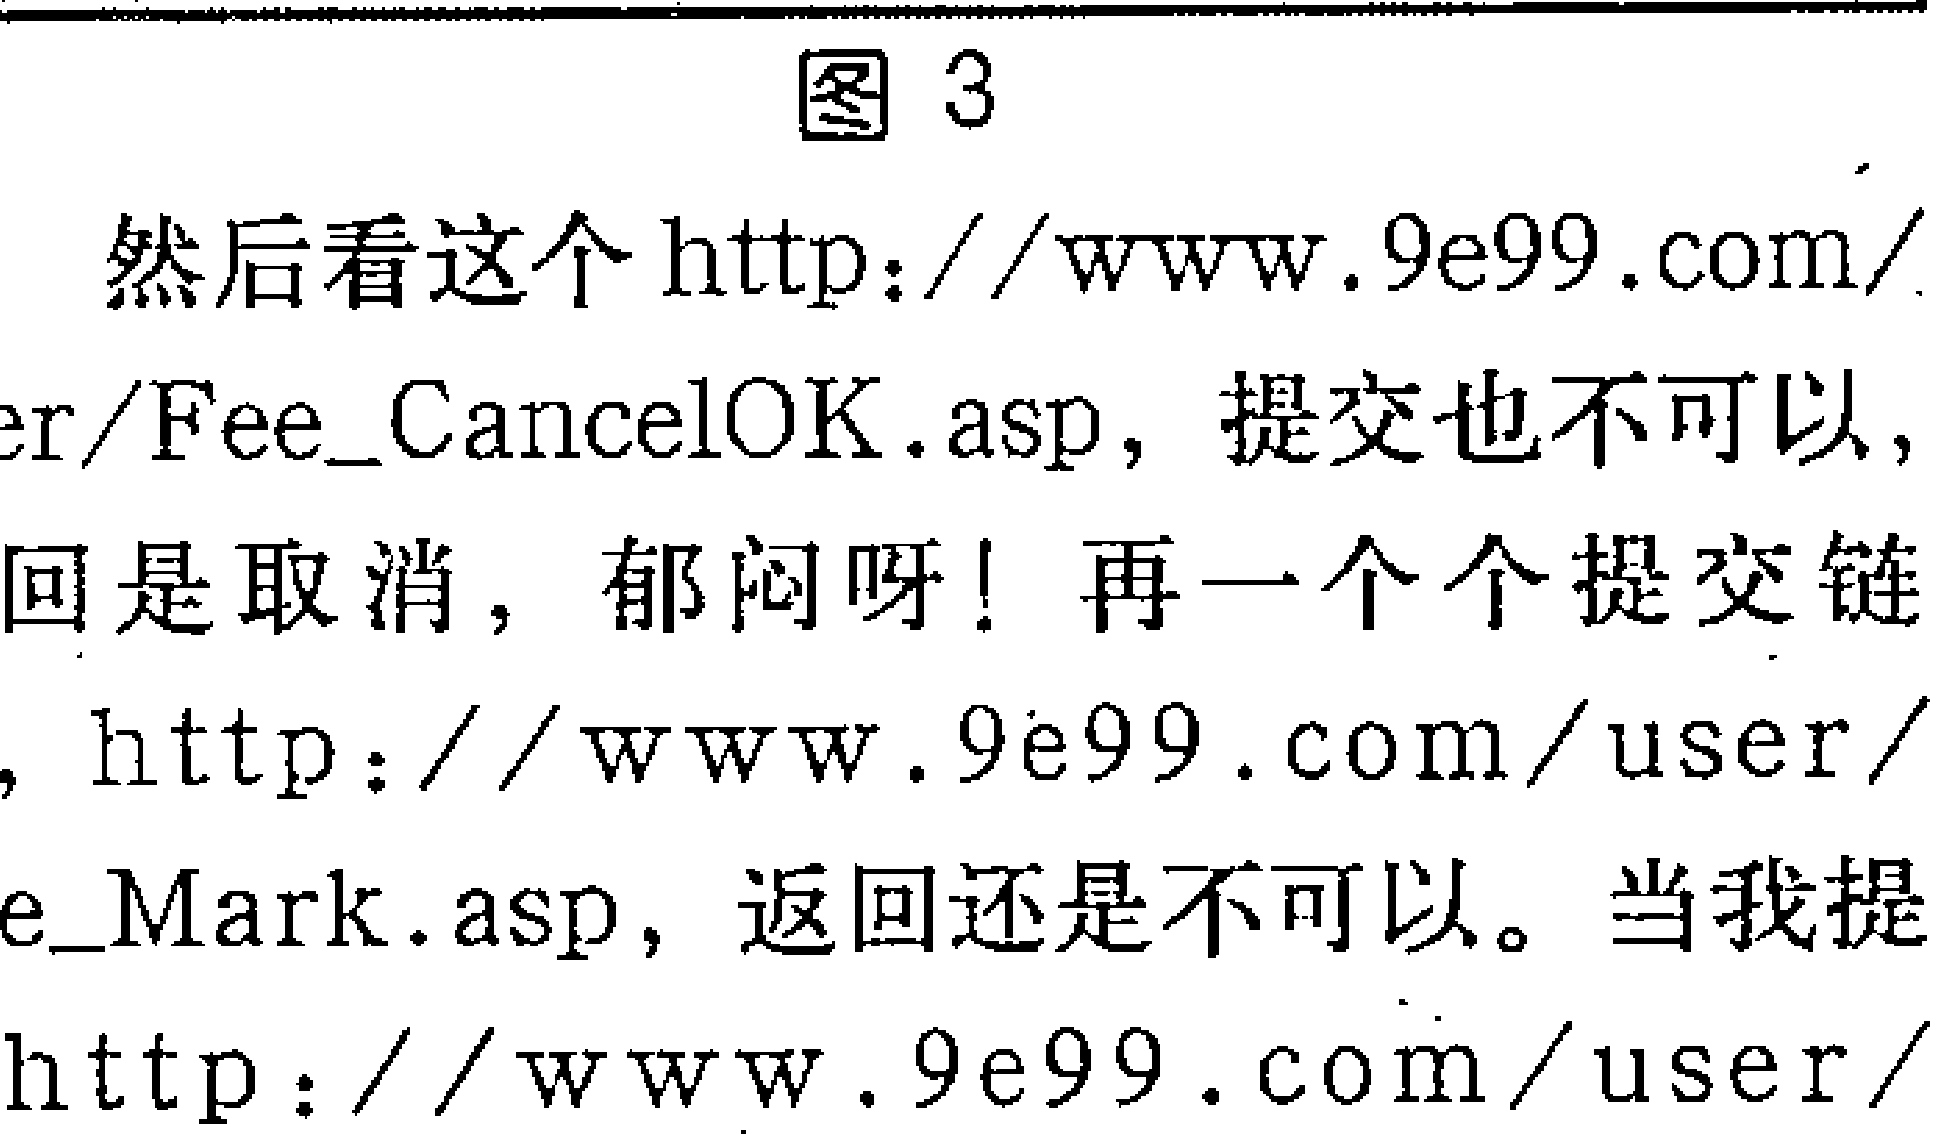 图 3
然后看这个 http://www.9e99.com/
er/Fee_CancelOK.asp，提交也不可以，
回是取消，郁闷呀！再一个个提交链
，http://www.9e99.com/user/
e_Mark.asp，返回还是不可以。当我提
http://www.9e99.com/user/